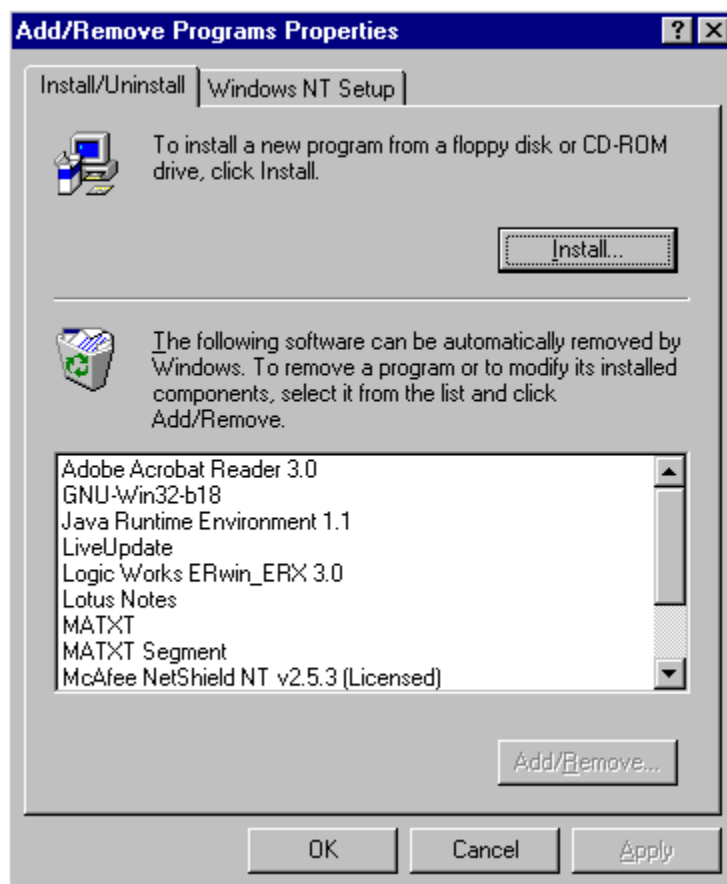 Add/Remove Programs Properties
Install/Uninstall
Windows NT Setup
To install a new program from a floppy disk or CD-ROM
drive, click Install.
Install...
The following software can be automatically removed by
Windows. To remove a program or to modify its installed
components, select it from the list and click
Add/Remove.
Adobe Acrobat Reader 3.0
GNU-Win32-b18
Java Runtime Environment 1.1
LiveUpdate
Logic Works ERwin_ERX 3.0
Lotus Notes
MATXT
MATXT Segment
McAfee NetShield NT v2.5.3 (Licensed)
Add/Remove...
OK
Cancel
Apply